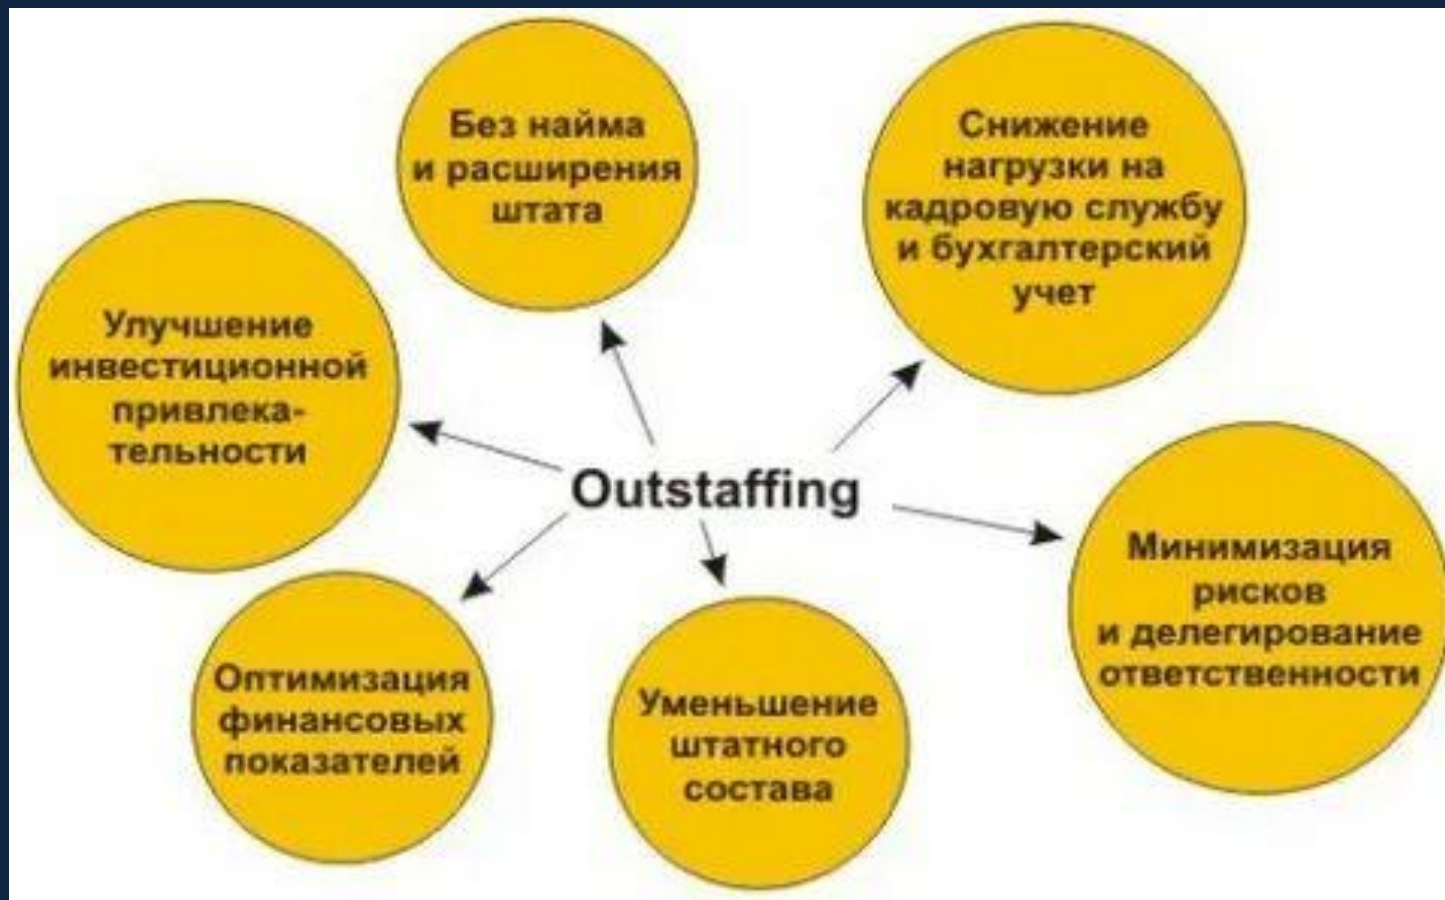 Без найма
и расширения
штата
Снижение
нагрузки на
кадровую службу
и бухгалтерский
учет
Улучшение
инвестиционной
привлека-
тельности
Outstaffing
Минимизация
рисков
и делегирование
ответственности
Оптимизация
финансовых
показателей
Уменьшение
штатного
состава